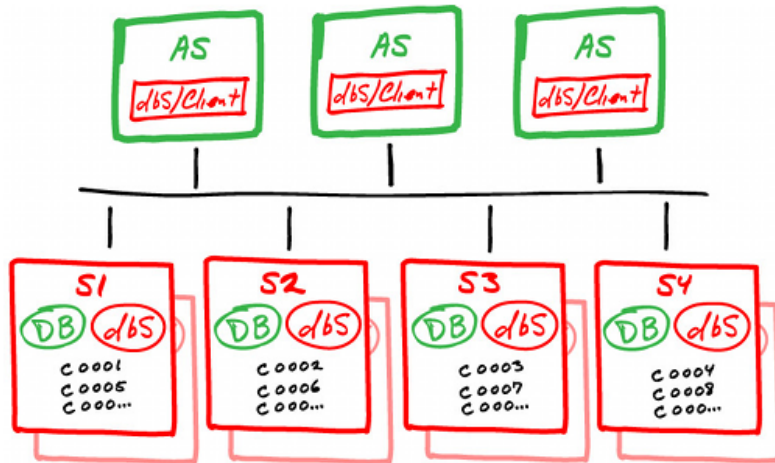 AS
dbS/Client
AS
dbS/Client
AS
dbS/Client
S1
DB dbS
C0001
C0005
C000...
S2
DB dbS
C0002
C0006
C000...
S3
DB dbS
C0003
C0007
C000...
S4
DB dbS
C0004
C0008
C000...